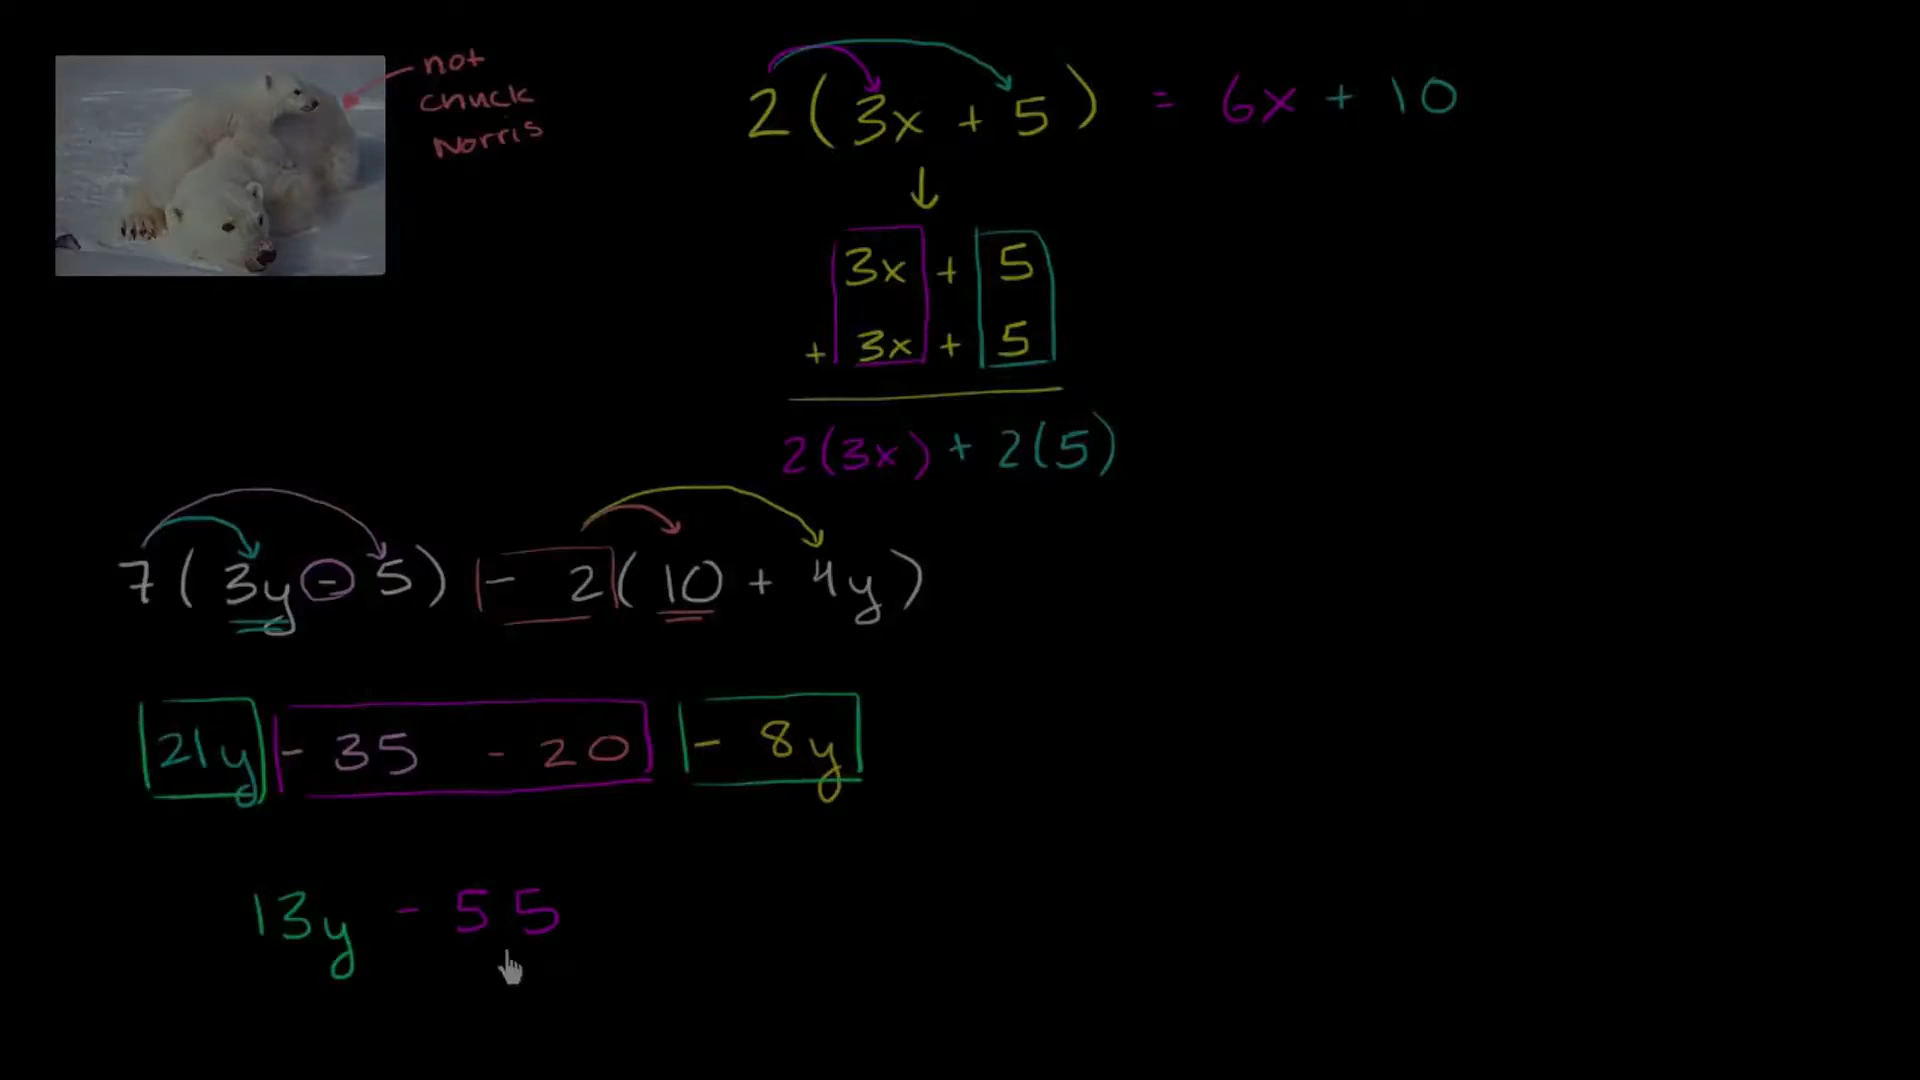 not
chuck
Norris
2(3x + 5) = 6x + 10
3x + 5
+ 3x + 5
2(3x) + 2(5)
7(3y - 5) - 2(10 + 4y)
21y - 35 - 20 - 8y
13y - 55